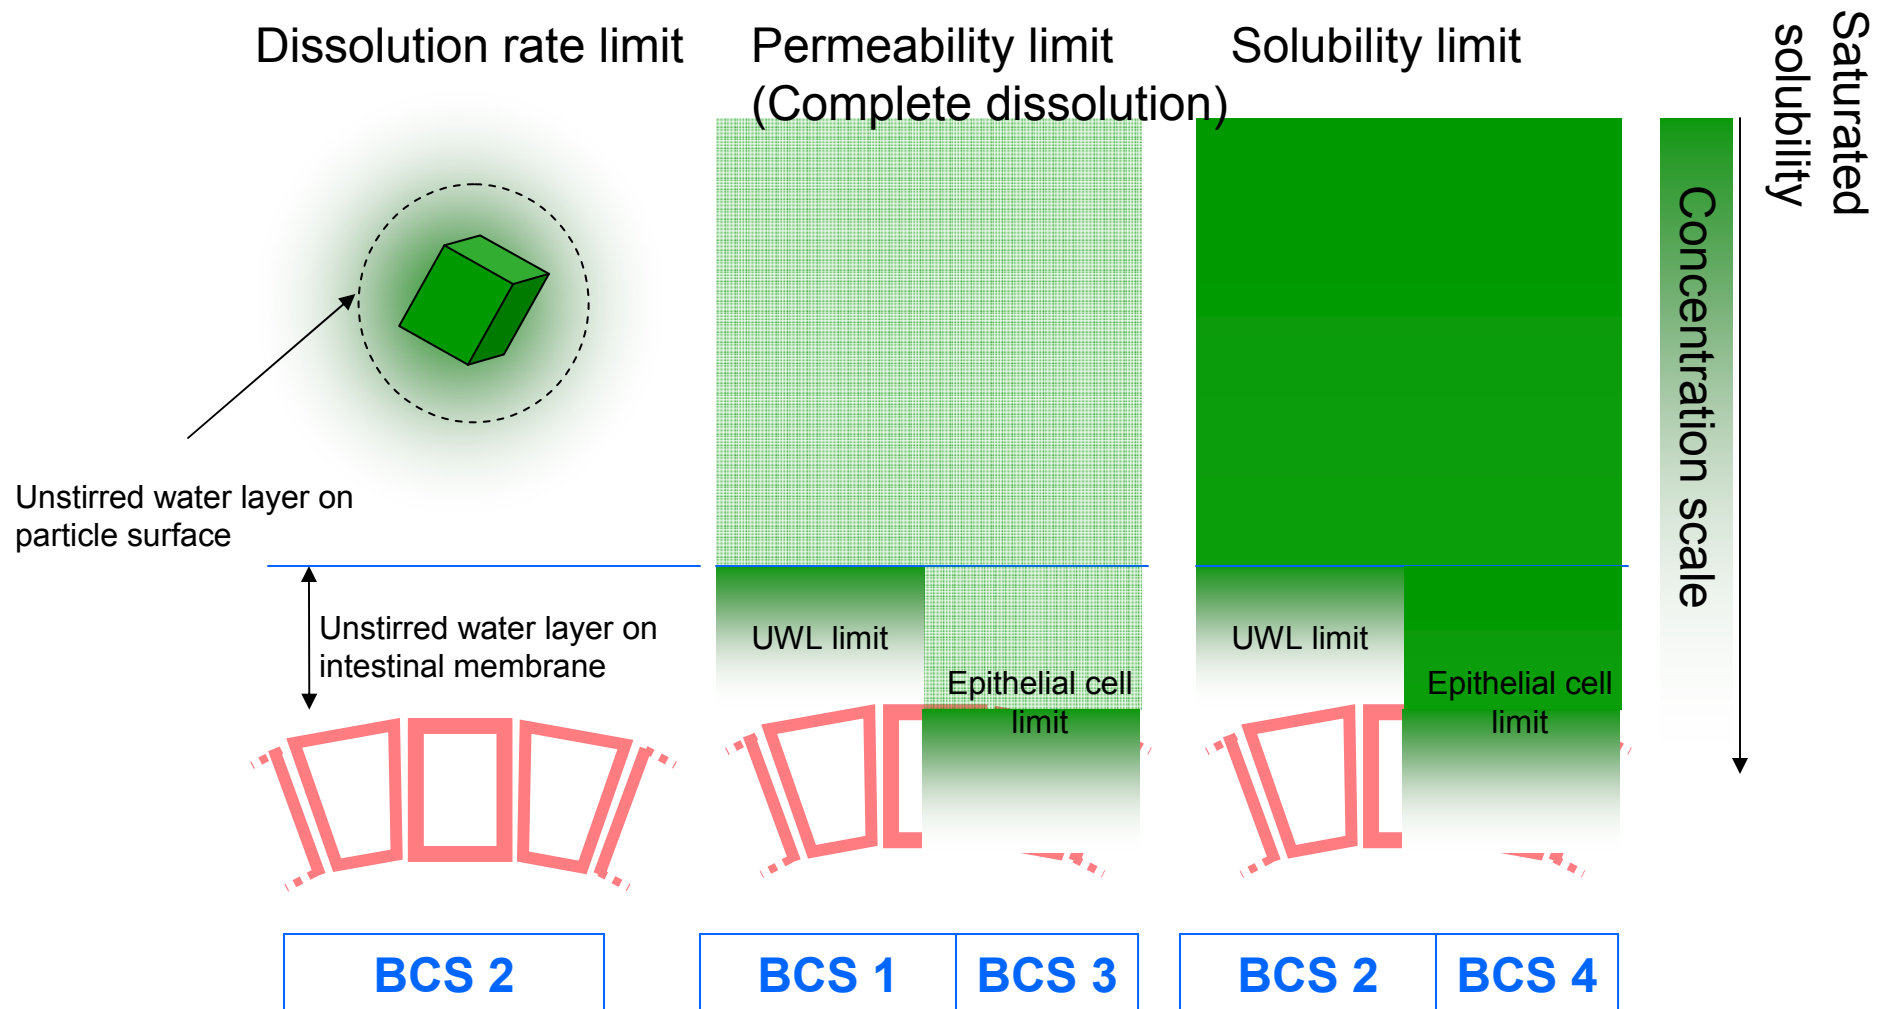 Dissolution rate limit
Permeability limit
(Complete dissolution)
Solubility limit
Saturated
solubility
Concentration scale
Unstirred water layer on
particle surface
Unstirred water layer on
intestinal membrane
UWL limit
Epithelial cell
limit
UWL limit
Epithelial cell
limit
BCS 2
BCS 1
BCS 3
BCS 2
BCS 4